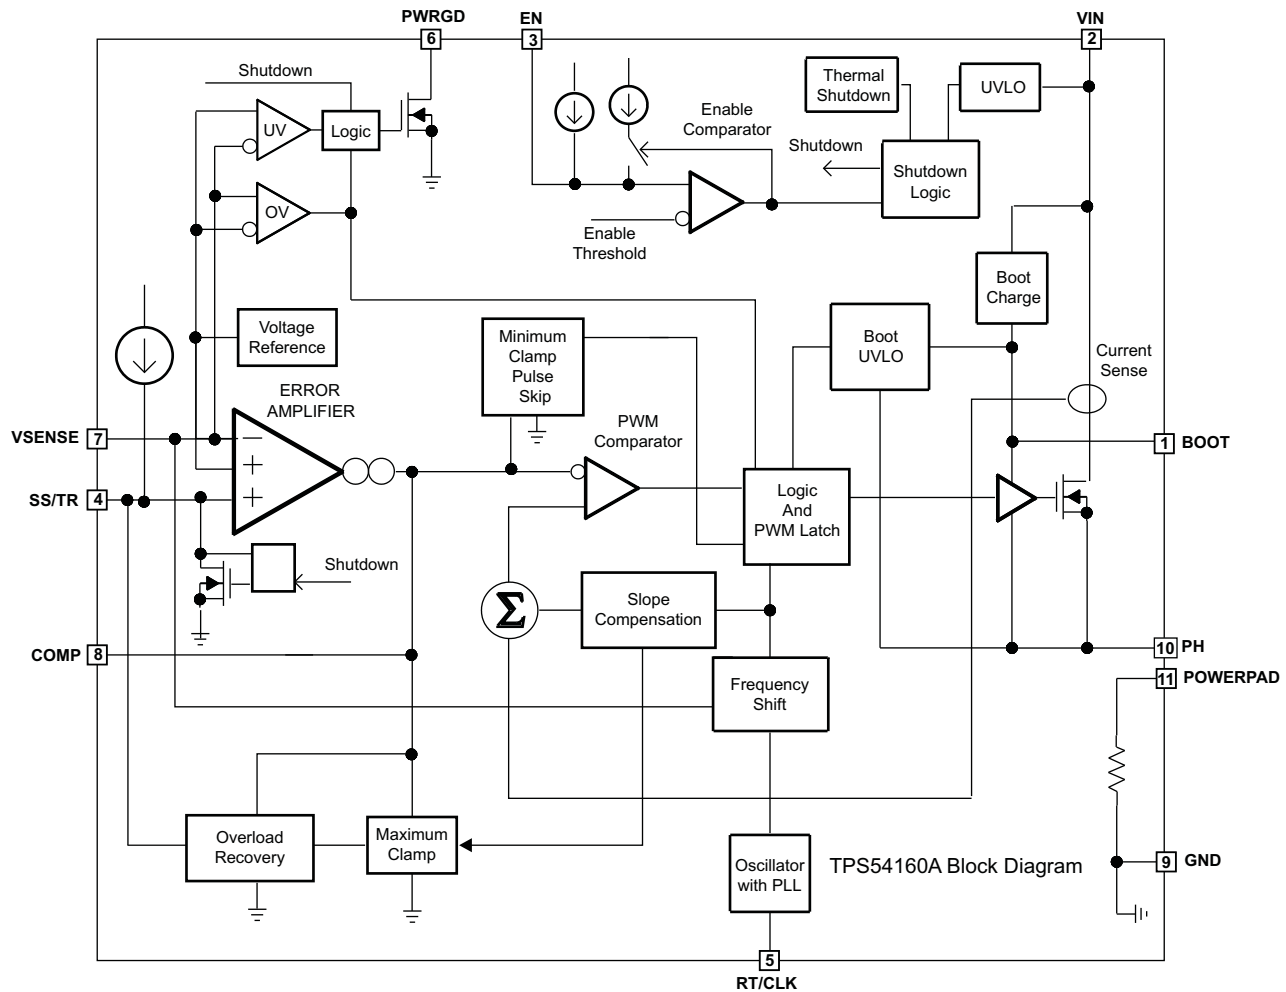 PWRGD
EN
VIN
6
3
2
Shutdown
Thermal
Shutdown
UVLO
UV
Logic
Enable
Comparator
Shutdown
Shutdown
Logic
OV
Enable
Threshold
Boot
Charge
Voltage
Reference
Minimum
Clamp
Pulse
Skip
Boot
UVLO
Current
Sense
ERROR
AMPLIFIER
PWM
Comparator
VSENSE
7
1
BOOT
−
+
+
SS/TR
4
Logic
And
PWM Latch
Shutdown
Σ
Slope
Compensation
COMP
8
10
PH
11
POWERPAD
Frequency
Shift
Overload
Recovery
Maximum
Clamp
Oscillator
with PLL
TPS54160A Block Diagram
9
GND
5
RT/CLK